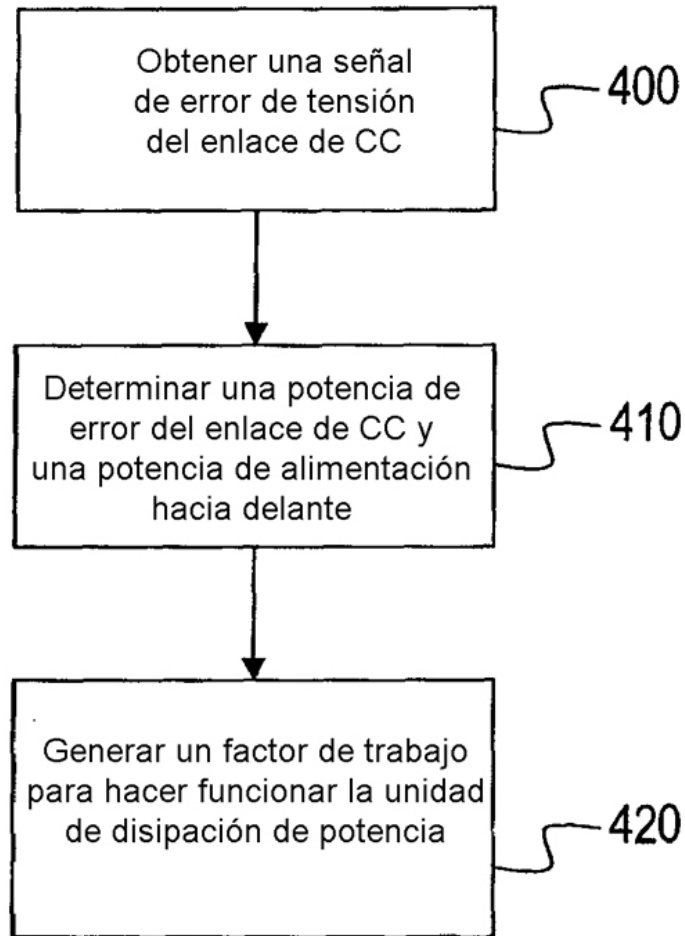 Obtener una señal
de error de tensión
del enlace de CC
400
Determinar una potencia de
error del enlace de CC y
una potencia de alimentación
hacia delante
410
Generar un factor de trabajo
para hacer funcionar la unidad
de disipación de potencia
420